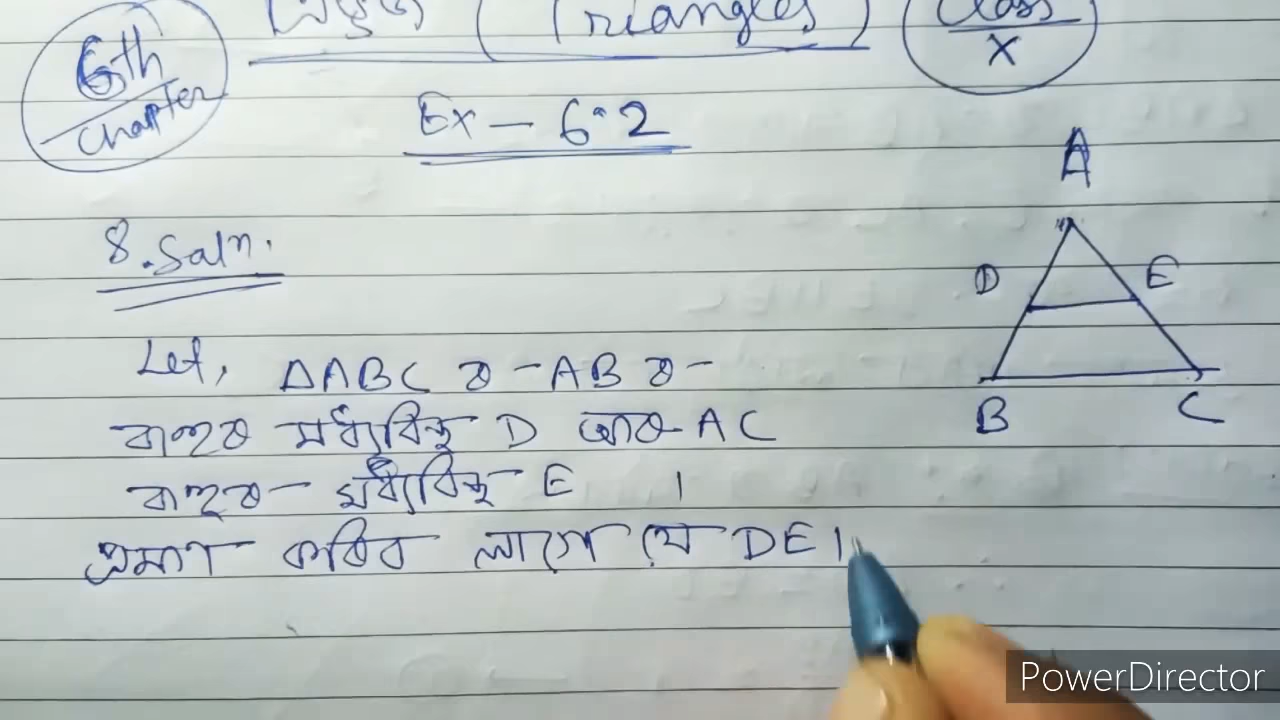 6th
Chapter
ত্ৰিভুজ (Triangles)
Class
X
Ex - 6.2
8. Soln.
Let, ΔABC ৰ - AB ৰ -
বাহুৰ মধ্যবিন্দু D আৰু AC
বাহুৰ - মধ্যবিন্দু E ।
প্ৰমাণ কৰিব লাগে যে DE |
A
D E
B C
PowerDirector